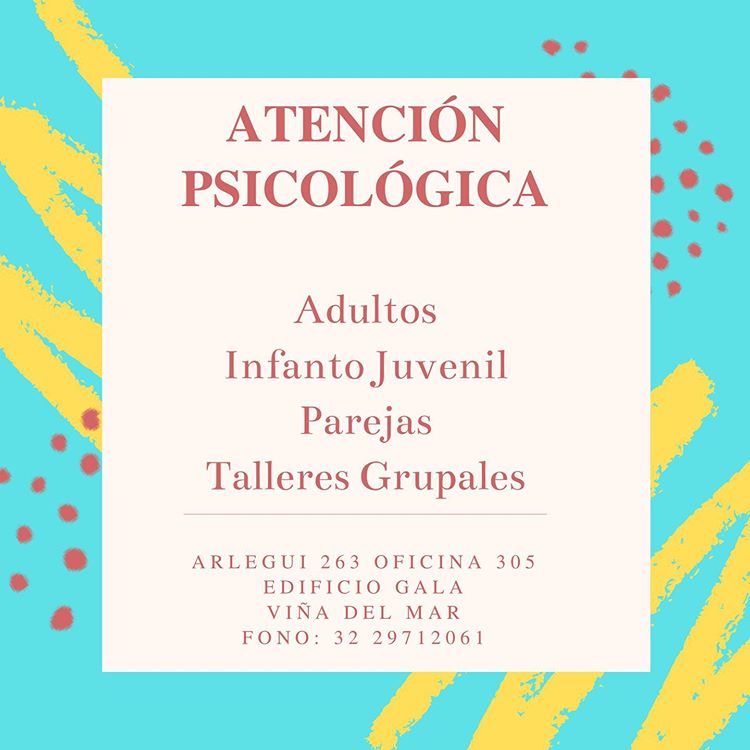 ATENCIÓN
PSICOLÓGICA
Adultos
Infanto Juvenil
Parejas
Talleres Grupales
ARLEGUI 263 OFICINA 305
EDIFICIO GALA
VIÑA DEL MAR
FONO: 32 29712061